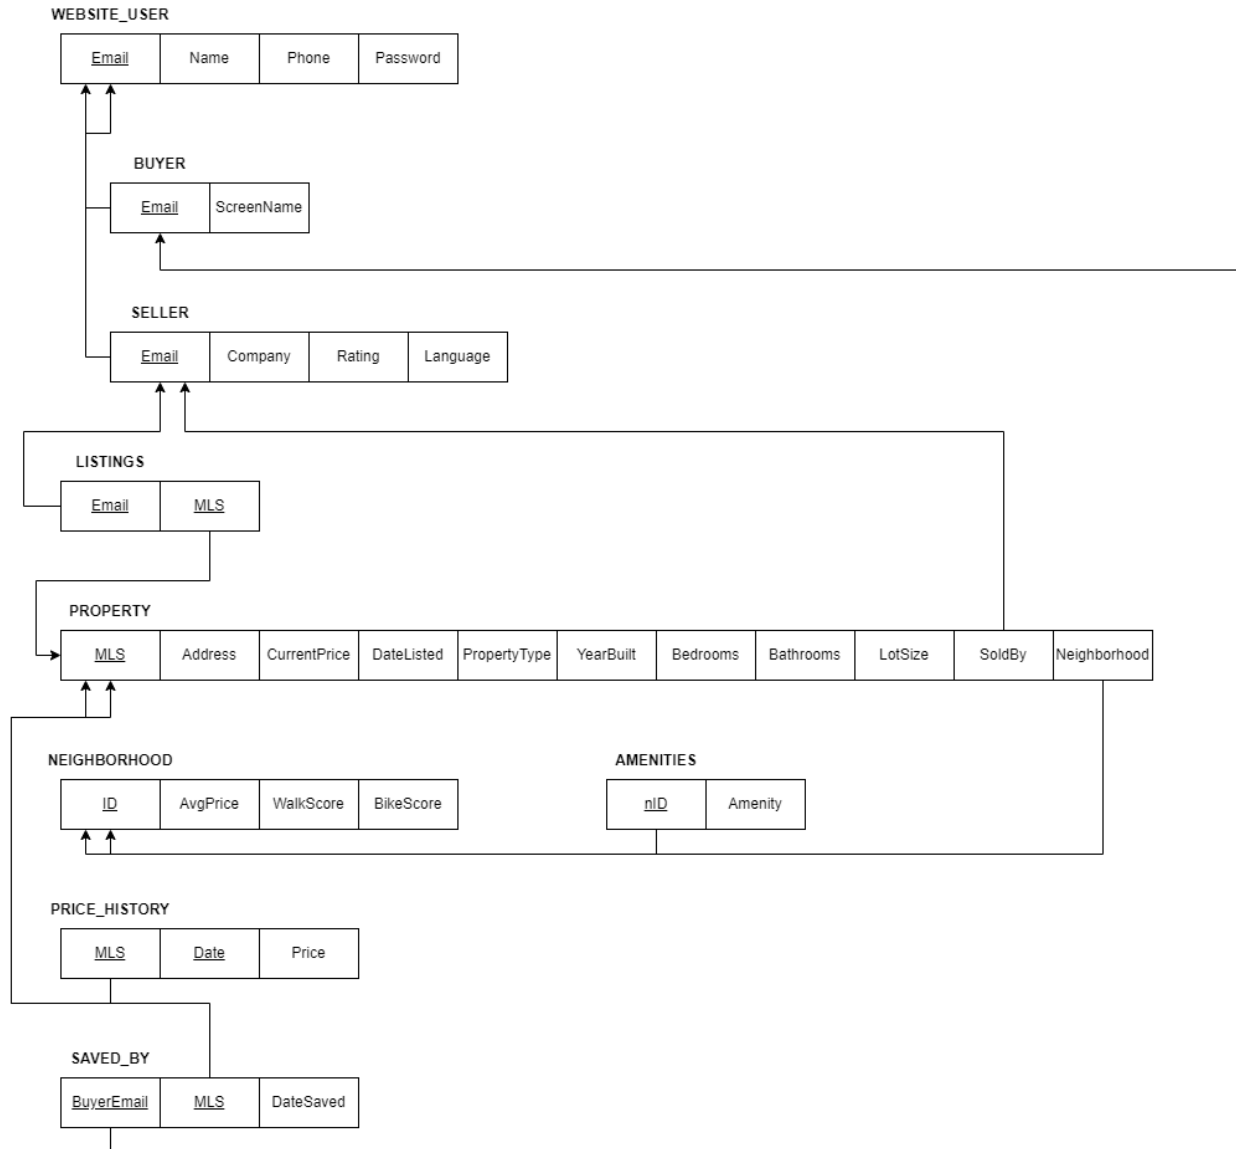 WEBSITE_USER
Email Name Phone Password
BUYER
Email ScreenName
SELLER
Email Company Rating Language
LISTINGS
Email MLS
PROPERTY
MLS Address CurrentPrice DateListed PropertyType YearBuilt Bedrooms Bathrooms LotSize SoldBy Neighborhood
NEIGHBORHOOD AMENITIES
ID AvgPrice WalkScore BikeScore nID Amenity
PRICE_HISTORY
MLS Date Price
SAVED_BY
BuyerEmail MLS DateSaved